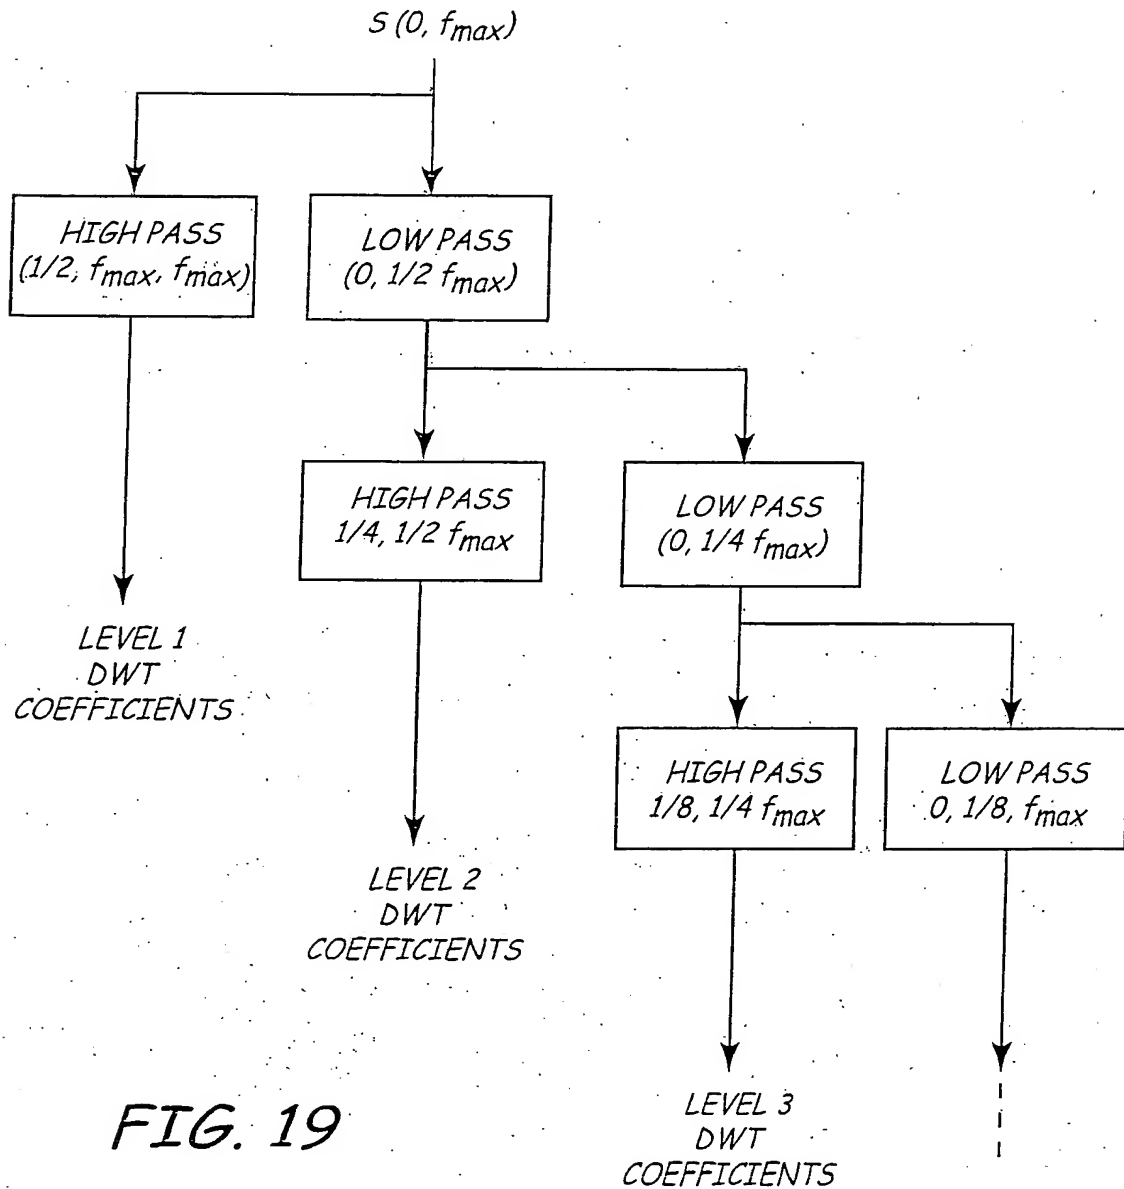 S (0, fmax)
HIGH PASS
(1/2, fmax, fmax)
LOW PASS
(0, 1/2 fmax)
HIGH PASS
1/4, 1/2 fmax
LOW PASS
(0, 1/4 fmax)
LEVEL 1
DWT
COEFFICIENTS
HIGH PASS
1/8, 1/4 fmax
LOW PASS
0, 1/8, fmax
LEVEL 2
DWT
COEFFICIENTS
LEVEL 3
DWT
COEFFICIENTS
FIG. 19